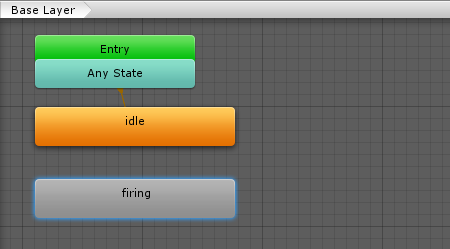 Base Layer
Entry
Any State
idle
firing